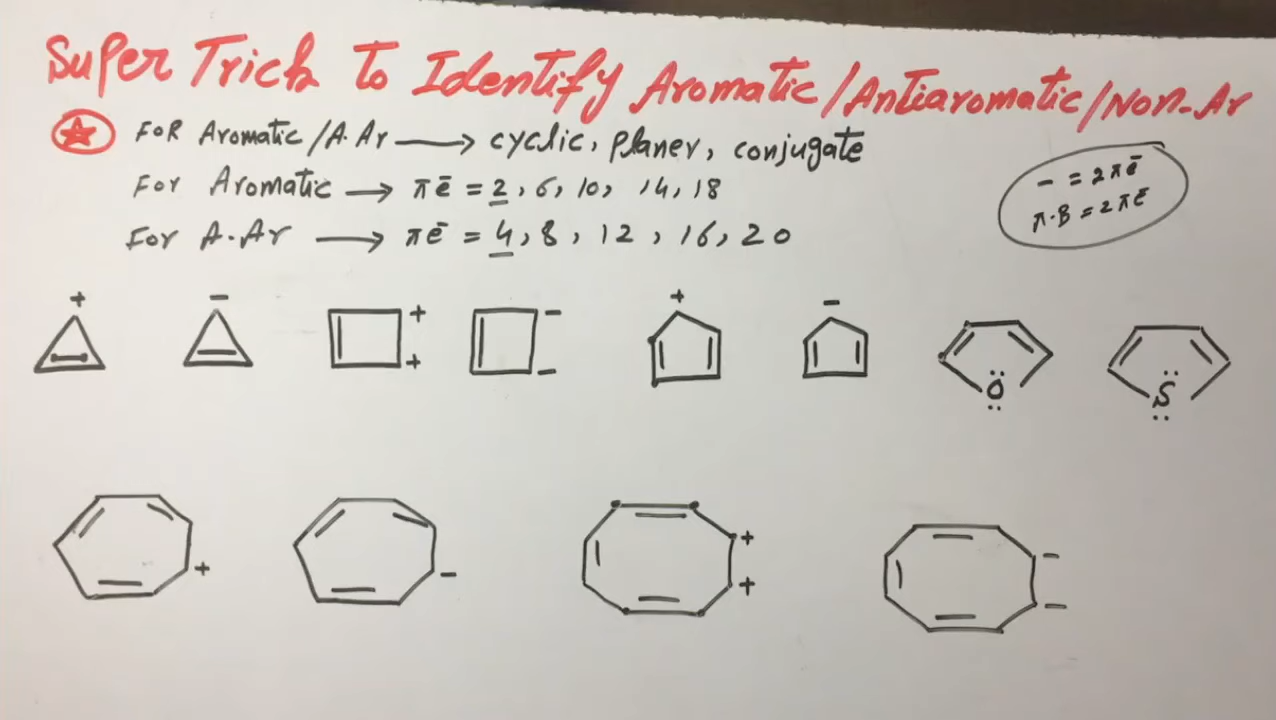 Super Trick to Identify Aromatic/Antiaromatic/Non-Ar
FOR Aromatic/A.Ar → cyclic, planer, conjugate
For Aromatic → πē = 2, 6, 10, 14, 18
For A.Ar → πē = 4, 8, 12, 16, 20
- = 2πē
π.B = 2πē
+ - + + - - + - Ö S̈
+ - + + - -